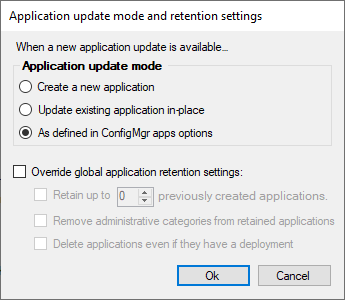 Application update mode and retention settings
When a new application update is available...
Application update mode
Create a new application
Update existing application in-place
As defined in ConfigMgr apps options
Override global application retention settings:
Retain up to 0 previously created applications.
Remove administrative categories from retained applications
Delete applications even if they have a deployment
Ok Cancel